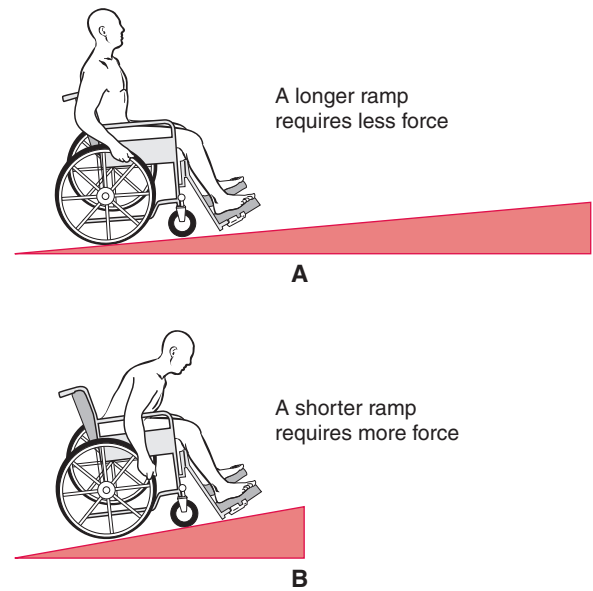 A longer ramp
requires less force
A
A shorter ramp
requires more force
B